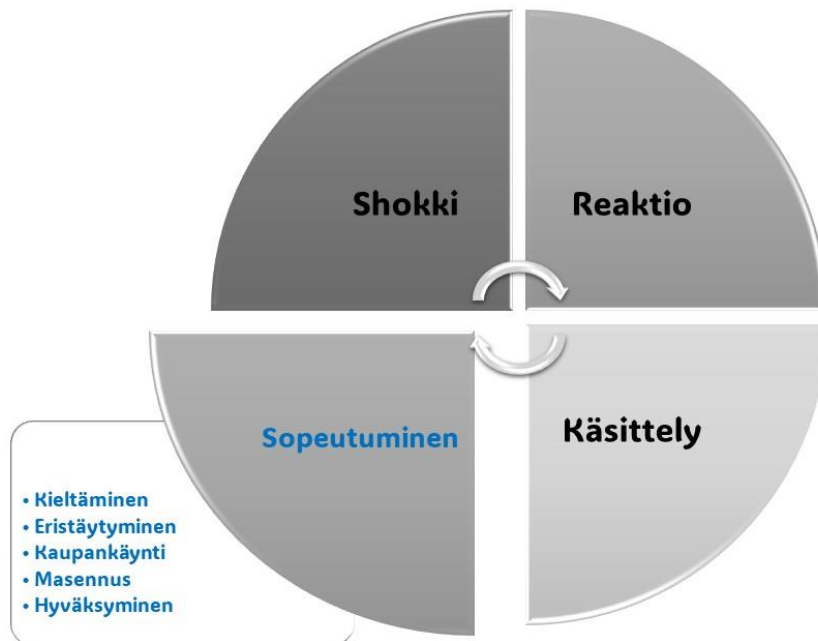 Shokki
Reaktio
Sopeutuminen
Käsittely
• Kieltäminen
• Eristäytyminen
• Kaupankäynti
• Masennus
• Hyväksyminen